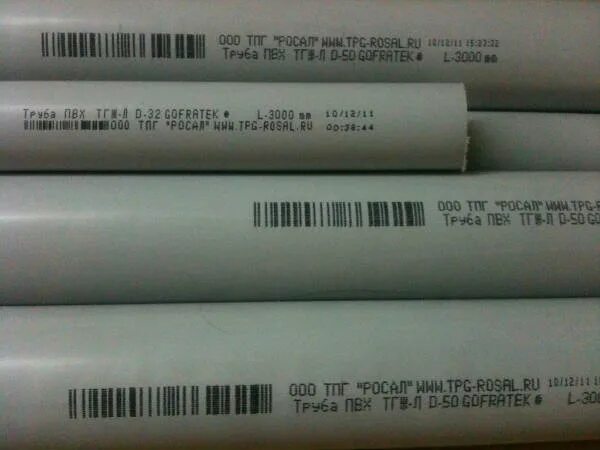 ООО ТПГ "РОСАЛ" WWW.TPG-ROSAL.RU 10/12/11 15:23:32
Труба ПВХ ТГЖ-Л D-50 GOFRATEK L-3000 mm
Труба ПВХ ТГЖ-Л D-32 GOFRATEK L-3000 mm 10/12/11
ООО ТПГ "РОСАЛ" WWW.TPG-ROSAL.RU 00:38:44
ООО ТПГ "РОСАЛ" WWW.TPG-R
Труба ПВХ ТГЖ-Л D-50 GO
ООО ТПГ "РОСАЛ" WWW.TPG-ROSAL.RU 10/12/11
Труба ПВХ ТГЖ-Л D-50 GOFRATEK L-300